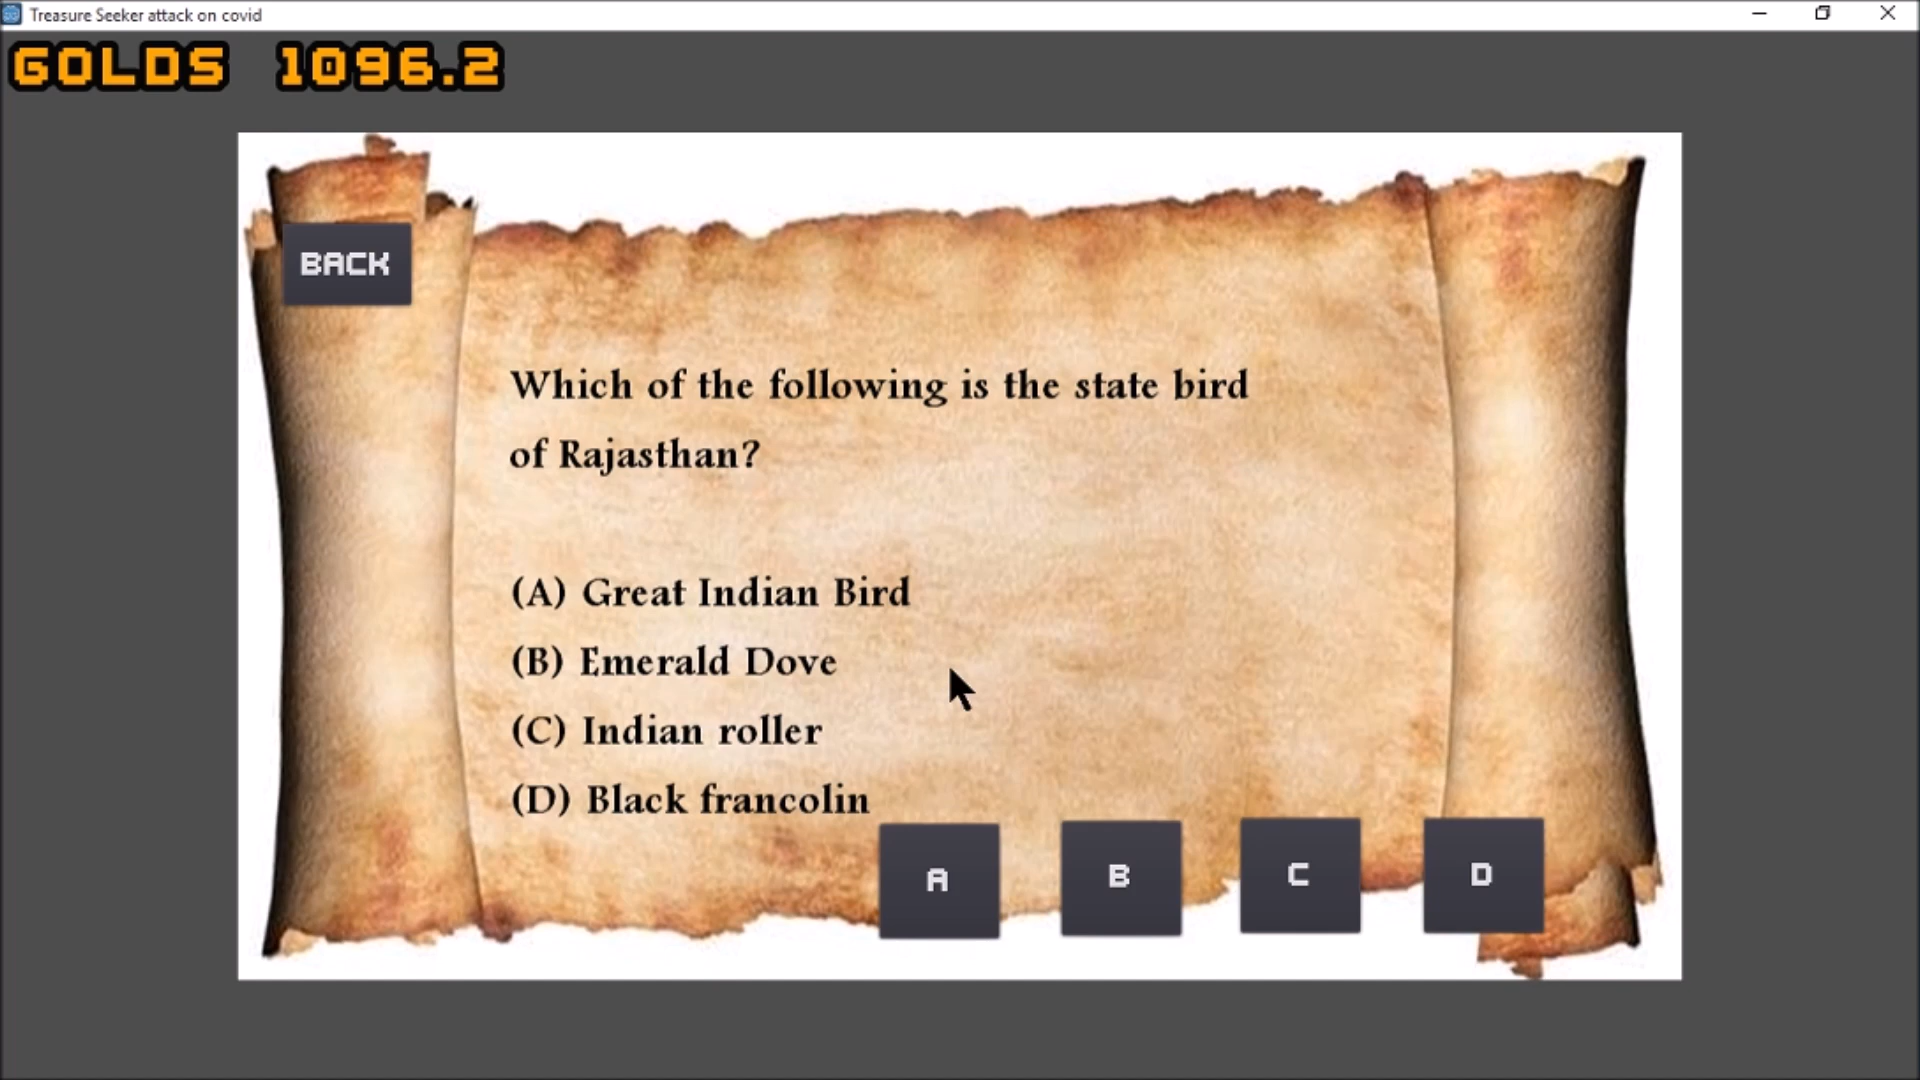 Treasure Seeker attack on covid
GOLDS 1096.2
BACK
Which of the following is the state bird
of Rajasthan?
(A) Great Indian Bird
(B) Emerald Dove
(C) Indian roller
(D) Black francolin
A B C D